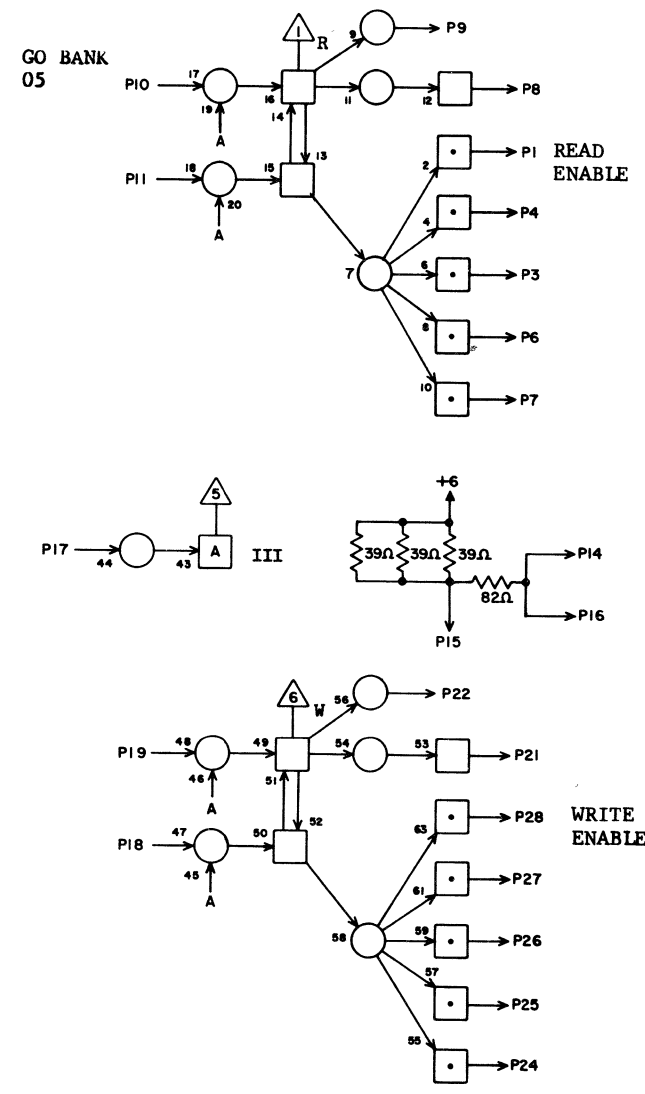 1
R
9
P9
GO BANK
05
P10
17
19
A
16
14
11
12
P8
13
P11
18
20
A
15
2
P1
READ
ENABLE
4
P4
7
6
P3
8
P6
10
P7
5
P17
44
43
A
III
+6
39Ω
39Ω
39Ω
82Ω
P14
P16
P15
6
W
56
P22
P19
48
46
A
49
51
54
53
P21
52
P18
47
45
A
50
63
P28
WRITE
ENABLE
61
P27
58
59
P26
57
P25
55
P24